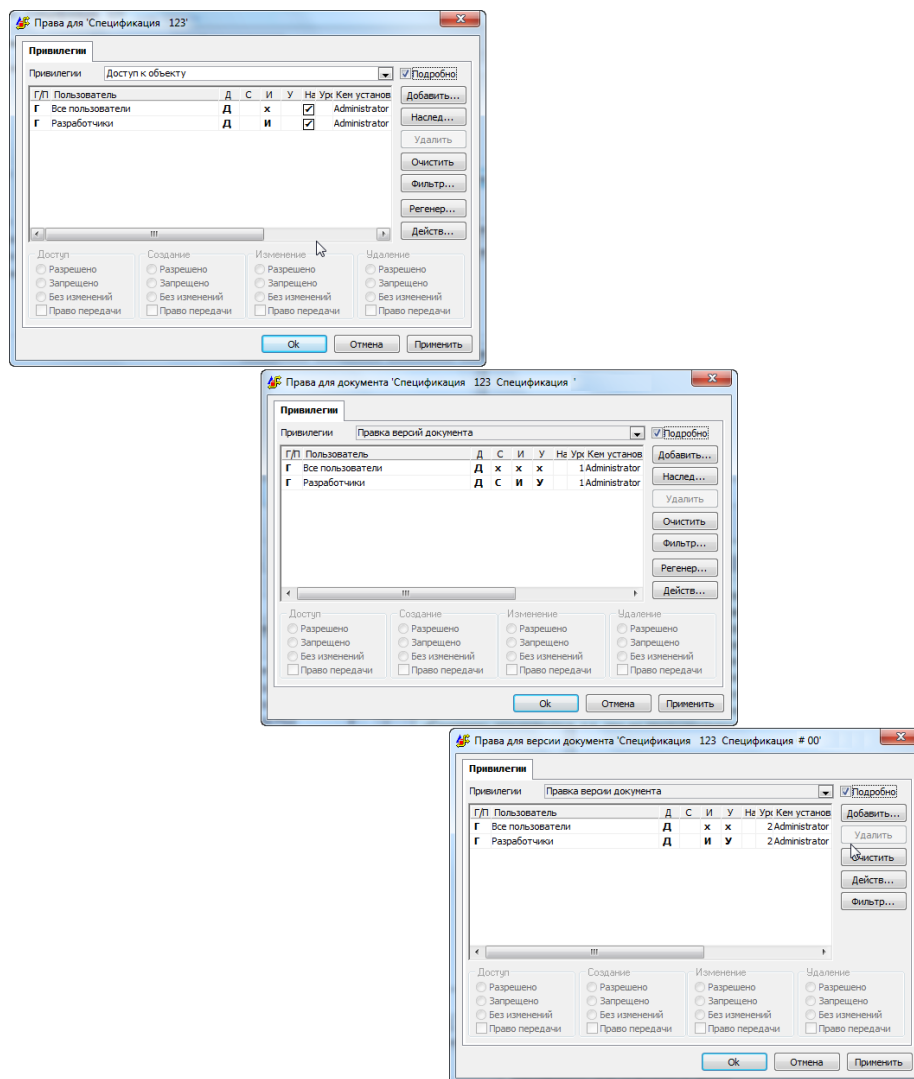 Права для 'Спецификация 123'
Привилегии
Привилегии Доступ к объекту Подробно
Г/П Пользователь Д С И У На Урс Кем установ Добавить...
Г Все пользователи Д х Administrator
Г Разработчики Д И Administrator
Наслед...
Удалить
Очистить
Фильтр...
Регенер...
Действ...
Доступ Создание Изменение Удаление
Разрешено Разрешено Разрешено Разрешено
Запрещено Запрещено Запрещено Запрещено
Без изменений Без изменений Без изменений Без изменений
Право передачи Право передачи Право передачи Право передачи
Ok Отмена Применить
Права для документа 'Спецификация 123 Спецификация '
Привилегии
Привилегии Правка версий документа Подробно
Г/П Пользователь Д С И У На Урс Кем установ Добавить...
Г Все пользователи Д х х х 1 Administrator
Г Разработчики Д С И У 1 Administrator
Наслед...
Удалить
Очистить
Фильтр...
Регенер...
Действ...
Доступ Создание Изменение Удаление
Разрешено Разрешено Разрешено Разрешено
Запрещено Запрещено Запрещено Запрещено
Без изменений Без изменений Без изменений Без изменений
Право передачи Право передачи Право передачи Право передачи
Ok Отмена Применить
Права для версии документа 'Спецификация 123 Спецификация # 00'
Привилегии
Привилегии Правка версии документа Подробно
Г/П Пользователь Д С И У На Урс Кем установ Добавить...
Г Все пользователи Д х х 2 Administrator
Г Разработчики Д И У 2 Administrator
Удалить
Очистить
Действ...
Фильтр...
Доступ Создание Изменение Удаление
Разрешено Разрешено Разрешено Разрешено
Запрещено Запрещено Запрещено Запрещено
Без изменений Без изменений Без изменений Без изменений
Право передачи Право передачи Право передачи Право передачи
Ok Отмена Применить